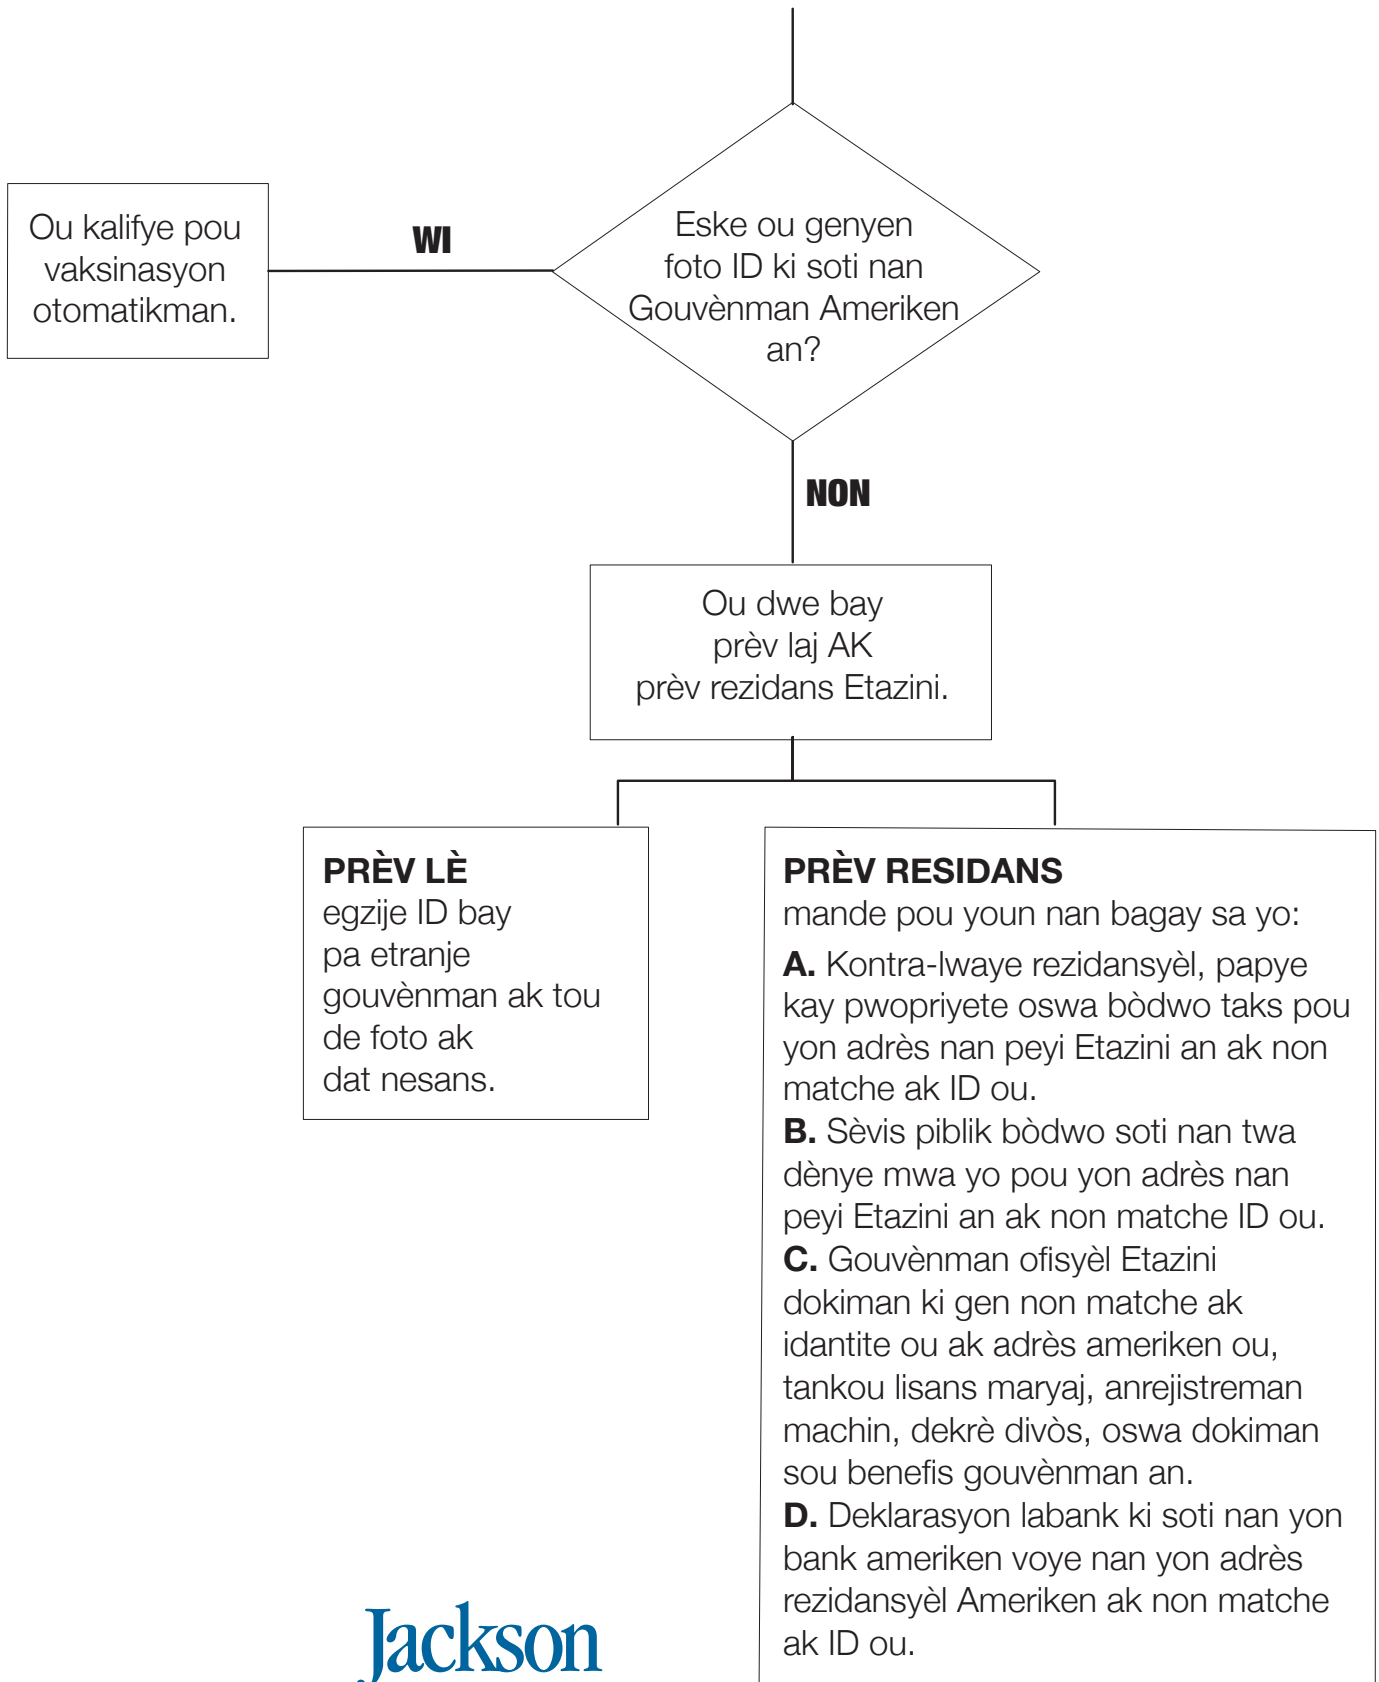 Ou kalifye pou
vaksinasyon
otomatikman.
WI
Eske ou genyen
foto ID ki soti nan
Gouvènman Ameriken
an?
NON
Ou dwe bay
prèv laj AK
prèv rezidans Etazini.
PRÈV LÈ
egzije ID bay
pa etranje
gouvènman ak tou
de foto ak
dat nesans.
PRÈV RESIDANS
mande pou youn nan bagay sa yo:
A. Kontra-lwaye rezidansyèl, papye
kay pwopriyete oswa bòdwo taks pou
yon adrès nan peyi Etazini an ak non
matche ak ID ou.
B. Sèvis piblik bòdwo soti nan twa
dènye mwa yo pou yon adrès nan
peyi Etazini an ak non matche ID ou.
C. Gouvènman ofisyèl Etazini
dokiman ki gen non matche ak
idantite ou ak adrès ameriken ou,
tankou lisans maryaj, anrejistreman
machin, dekrè divòs, oswa dokiman
sou benefis gouvènman an.
D. Deklarasyon labank ki soti nan yon
bank ameriken voye nan yon adrès
rezidansyèl Ameriken ak non matche
ak ID ou.
Jackson